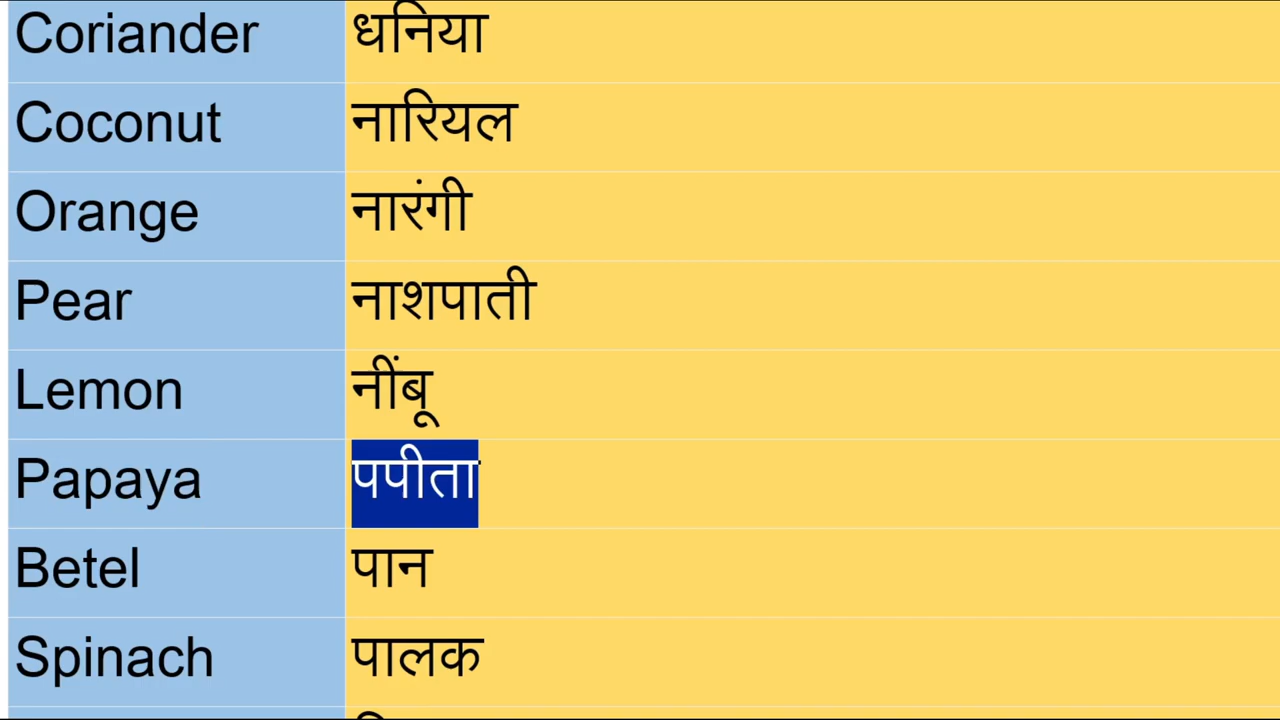 Coriander धनिया
Coconut नारियल
Orange नारंगी
Pear नाशपाती
Lemon नींबू
Papaya पपीता
Betel पान
Spinach पालक